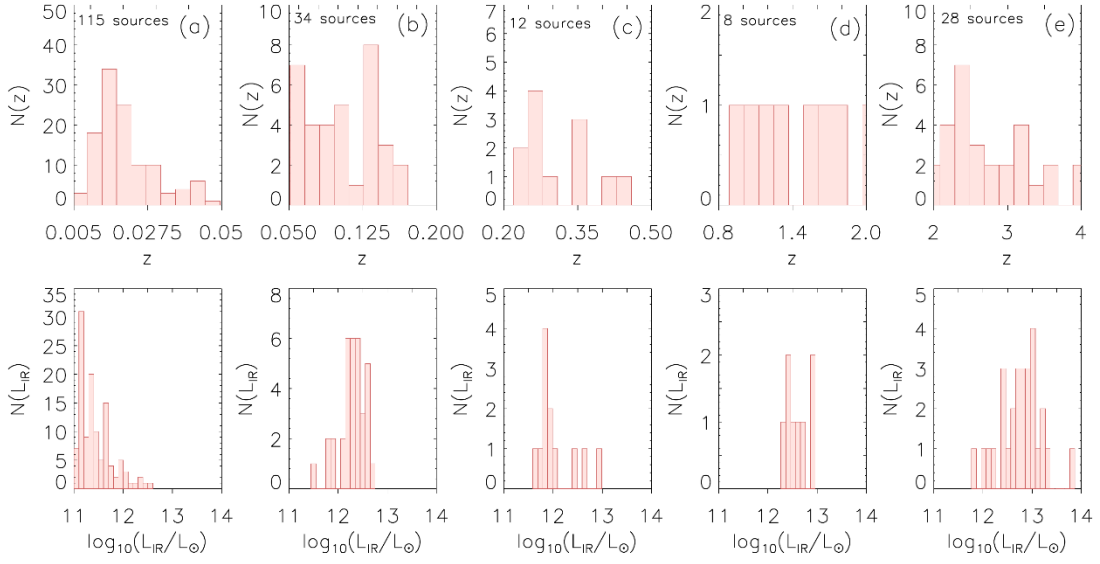 115 sources (a)
50
40
30
20
10
0
N(z)
0.005 0.0275 0.05
z
34 sources (b)
10
8
6
4
2
0
N(z)
0.050 0.125 0.200
z
12 sources (c)
7
6
5
4
3
2
1
0
N(z)
0.20 0.35 0.50
z
8 sources (d)
2
1
0
N(z)
0.8 1.4 2.0
z
28 sources (e)
10
8
6
4
2
0
N(z)
2 3 4
z
35
30
25
20
15
10
5
0
N(L_IR)
11 12 13 14
log₁₀(L_IR/L_⊙)
8
6
4
2
0
N(L_IR)
11 12 13 14
log₁₀(L_IR/L_⊙)
5
4
3
2
1
0
N(L_IR)
11 12 13 14
log₁₀(L_IR/L_⊙)
3
2
1
0
N(L_IR)
11 12 13 14
log₁₀(L_IR/L_⊙)
5
4
3
2
1
0
N(L_IR)
11 12 13 14
log₁₀(L_IR/L_⊙)